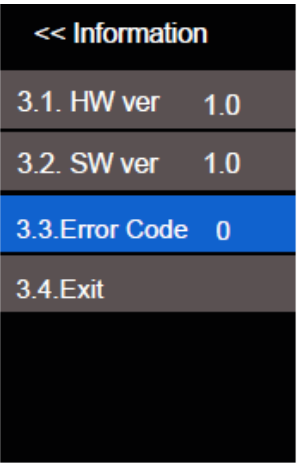 << Information
3.1. HW ver 1.0
3.2. SW ver 1.0
3.3.Error Code 0
3.4.Exit